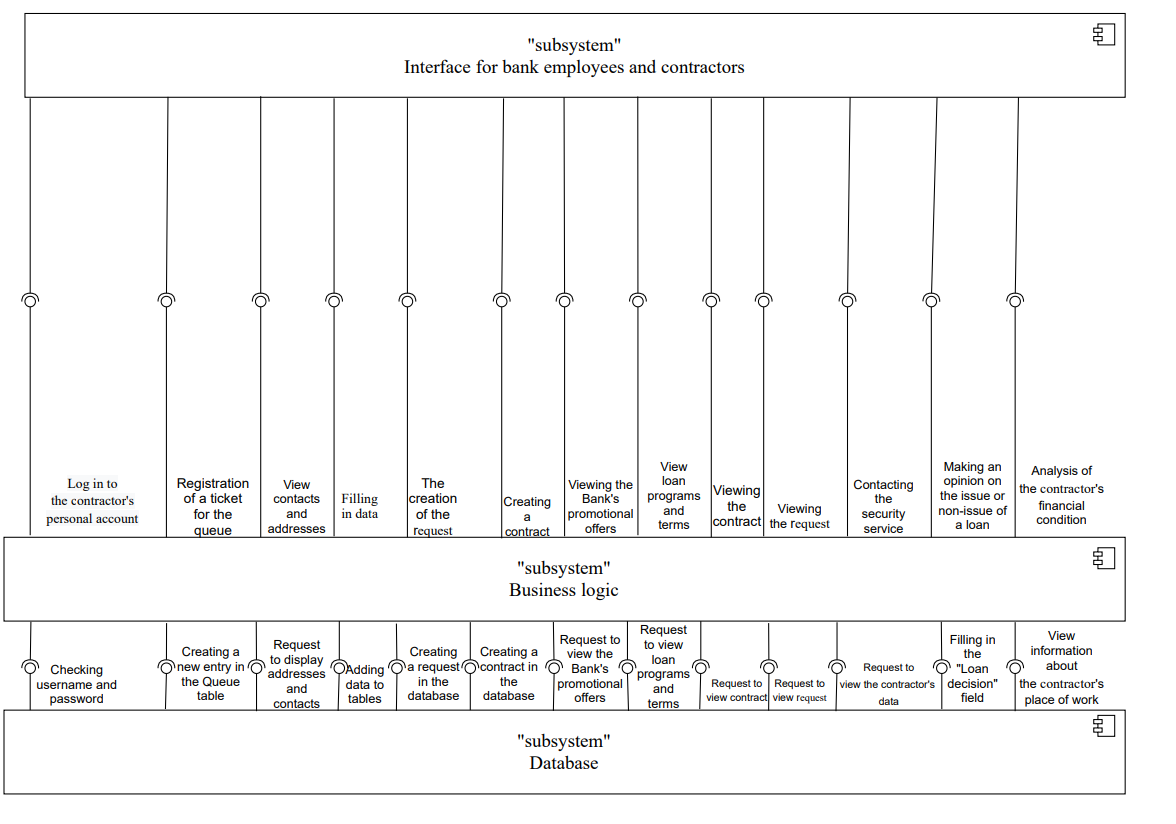 "subsystem"
Interface for bank employees and contractors
Log in to
the contractor's
personal account
Registration
of a ticket
for the
queue
View
contacts
and
addresses
Filling
in data
The
creation
of the
request
Creating
a
contract
Viewing the
Bank's
promotional
offers
View
loan
programs
and
terms
Viewing
the
contract
Viewing
the request
Contacting
the
security
service
Making an
opinion on
the issue or
non-issue of
a loan
Analysis of
the contractor's
financial
condition
"subsystem"
Business logic
Checking
username and
password
Creating a
new entry in
the Queue
table
Request
to display
addresses
and
contacts
Adding
data to
tables
Creating
a request
in the
database
Creating a
contract in
the
database
Request to
view the
Bank's
promotional
offers
Request
to view
loan
programs
and
terms
Request to
view contract
Request to
view request
Request to
view the contractor's
data
Filling in
the
"Loan
decision"
field
View
information
about
the contractor's
place of work
"subsystem"
Database